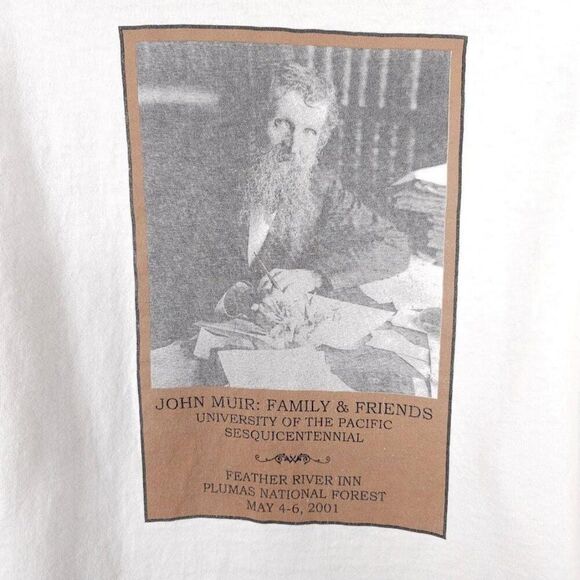 JOHN MUIR: FAMILY & FRIENDS
UNIVERSITY OF THE PACIFIC
SESQUICENTENNIAL
FEATHER RIVER INN
PLUMAS NATIONAL FOREST
MAY 4-6, 2001